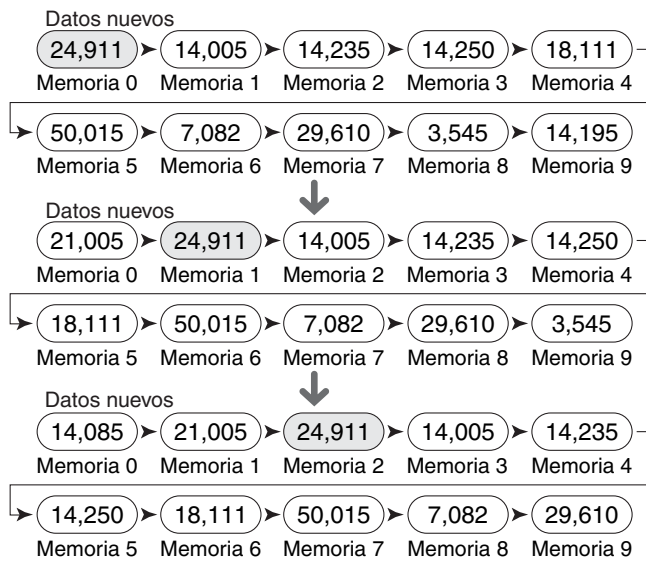 Datos nuevos
24,911 14,005 14,235 14,250 18,111
Memoria 0 Memoria 1 Memoria 2 Memoria 3 Memoria 4
50,015 7,082 29,610 3,545 14,195
Memoria 5 Memoria 6 Memoria 7 Memoria 8 Memoria 9
Datos nuevos
21,005 24,911 14,005 14,235 14,250
Memoria 0 Memoria 1 Memoria 2 Memoria 3 Memoria 4
18,111 50,015 7,082 29,610 3,545
Memoria 5 Memoria 6 Memoria 7 Memoria 8 Memoria 9
Datos nuevos
14,085 21,005 24,911 14,005 14,235
Memoria 0 Memoria 1 Memoria 2 Memoria 3 Memoria 4
14,250 18,111 50,015 7,082 29,610
Memoria 5 Memoria 6 Memoria 7 Memoria 8 Memoria 9